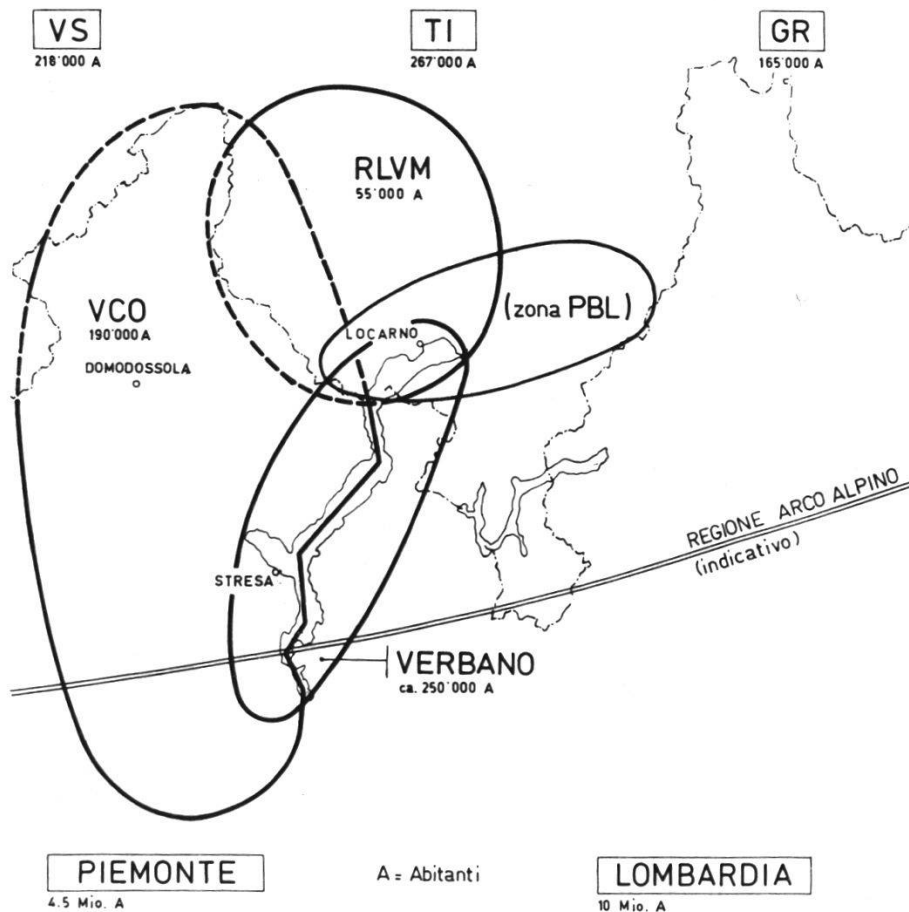 VS
218'000 A
TI
267'000 A
GR
165'000 A
RLVM
55'000 A
VCO
190'000 A
DOMODOSSOLA
(zona PBL)
LOCARNO
REGIONE ARCO ALPINO
(indicativo)
STRESA
VERBANO
ca. 250'000 A
PIEMONTE
4.5 Mio. A
A = Abitanti
LOMBARDIA
10 Mio. A